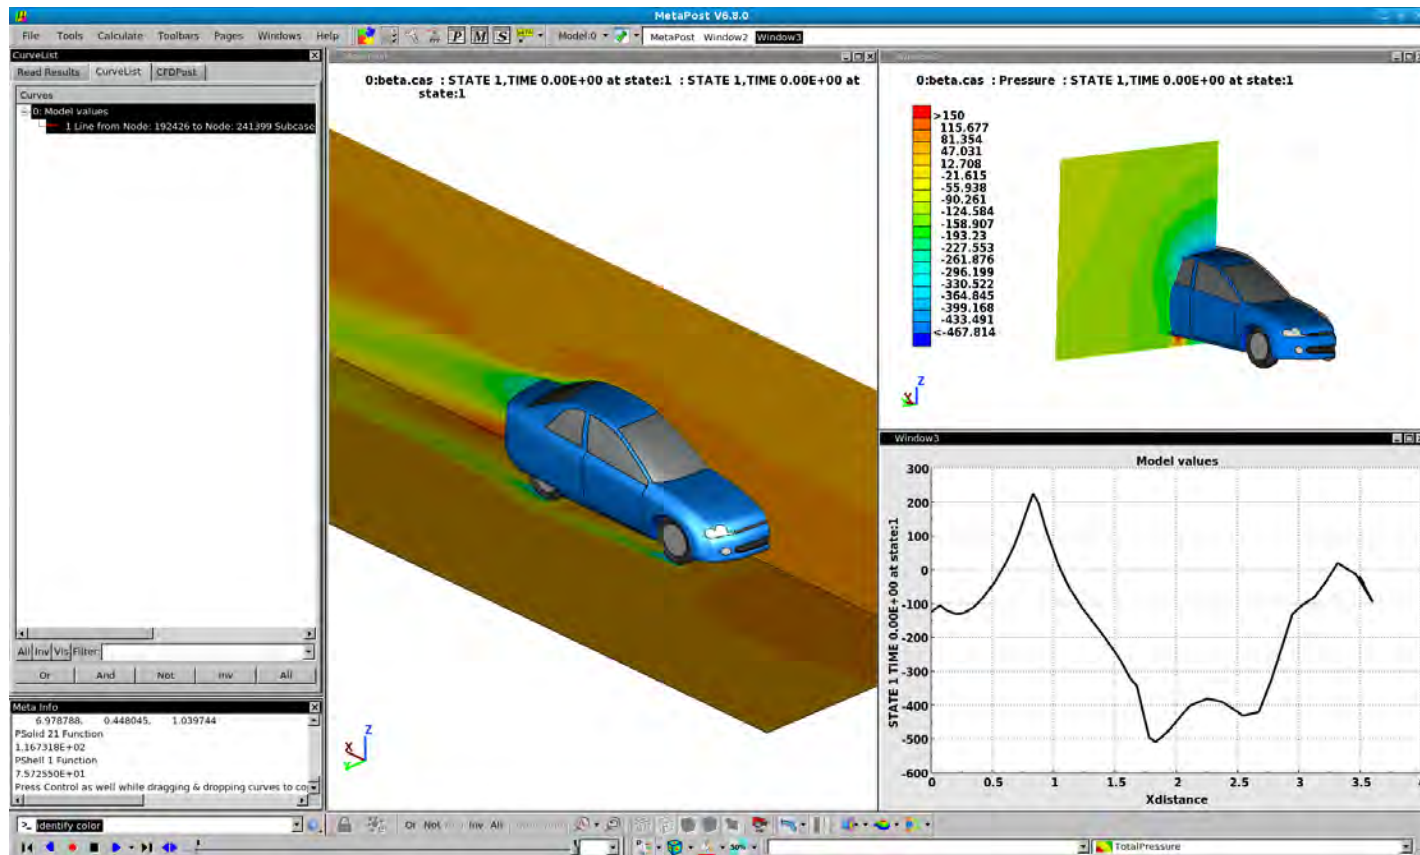 MetaPost V6.8.0
File Tools Calculate Toolbars Pages Windows Help P M S Model:0 MetaPost Window2 Window3
CurveList
Read Results CurveList CFDPost
Curves
0: Model values
1 Line from Node: 192426 to Node: 241399 Subcase
All Inv Vis Filter:
Or And Not Inv All
Meta Info
6.978788, 0.448045, 1.039744
PSolid 21 Function
1.167318E+02
PShell 1 Function
7.572550E+01
Press Control as well while dragging & dropping curves to co
0:beta.cas : STATE 1,TIME 0.00E+00 at state:1 : STATE 1,TIME 0.00E+00 at
state:1
Z
X
0:beta.cas : Pressure : STATE 1,TIME 0.00E+00 at state:1
>150
115.677
81.354
47.031
12.708
-21.615
-55.938
-90.261
-124.584
-158.907
-193.23
-227.553
-261.876
-296.199
-330.522
-364.845
-399.168
-433.491
<-467.814
Z
X
Window3
Model values
STATE 1 TIME 0.00E+00 at state:1
300
200
100
0
-100
-200
-300
-400
-500
-600
0 0.5 1 1.5 2 2.5 3 3.5
Xdistance
identify color
Or Not Inv All
50%
TotalPressure